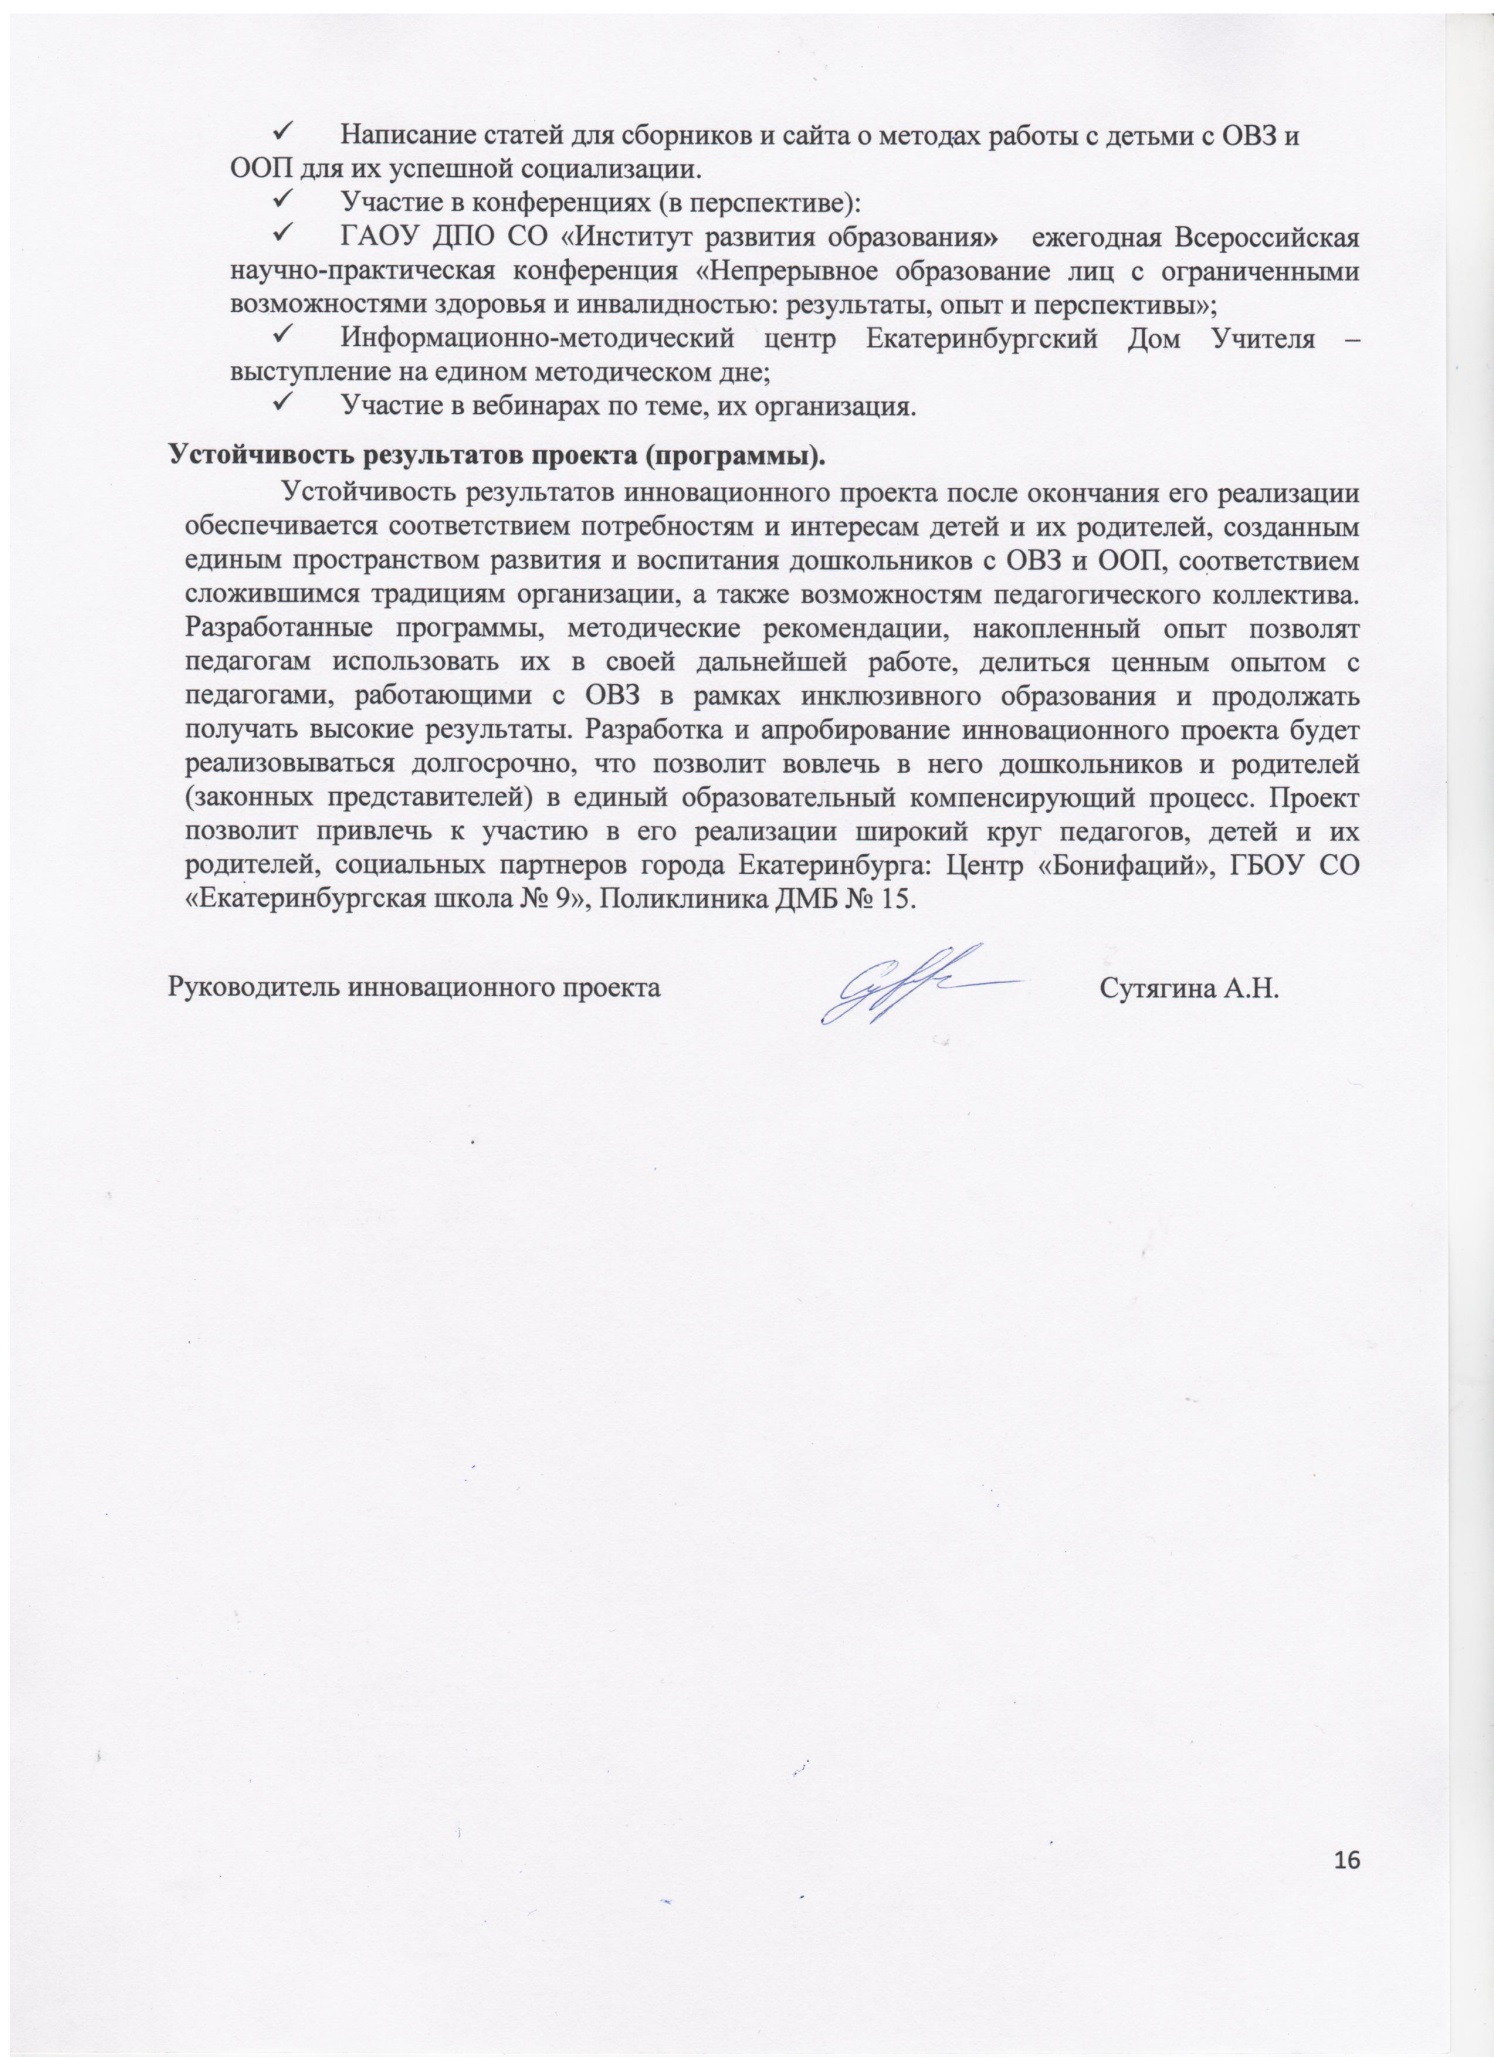 ✓ Написание статей для сборников и сайта о методах работы с детьми с ОВЗ и
ООП для их успешной социализации.
✓ Участие в конференциях (в перспективе):
✓ ГАОУ ДПО СО «Институт развития образования» ежегодная Всероссийская
научно-практическая конференция «Непрерывное образование лиц с ограниченными
возможностями здоровья и инвалидностью: результаты, опыт и перспективы»;
✓ Информационно-методический центр Екатеринбургский Дом Учителя –
выступление на едином методическом дне;
✓ Участие в вебинарах по теме, их организация.
Устойчивость результатов проекта (программы).
Устойчивость результатов инновационного проекта после окончания его реализации
обеспечивается соответствием потребностям и интересам детей и их родителей, созданным
единым пространством развития и воспитания дошкольников с ОВЗ и ООП, соответствием
сложившимся традициям организации, а также возможностям педагогического коллектива.
Разработанные программы, методические рекомендации, накопленный опыт позволят
педагогам использовать их в своей дальнейшей работе, делиться ценным опытом с
педагогами, работающими с ОВЗ в рамках инклюзивного образования и продолжать
получать высокие результаты. Разработка и апробирование инновационного проекта будет
реализовываться долгосрочно, что позволит вовлечь в него дошкольников и родителей
(законных представителей) в единый образовательный компенсирующий процесс. Проект
позволит привлечь к участию в его реализации широкий круг педагогов, детей и их
родителей, социальных партнеров города Екатеринбурга: Центр «Бонифаций», ГБОУ СО
«Екатеринбургская школа № 9», Поликлиника ДМБ № 15.
Руководитель инновационного проекта Сутягина А.Н.
16